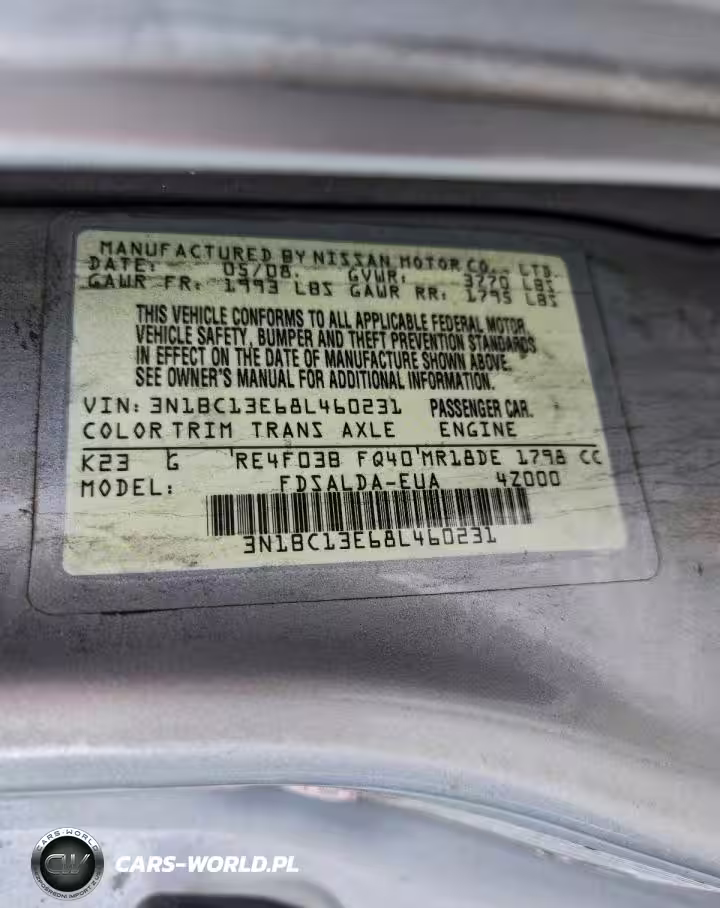 MANUFACTURED BY NISSAN MOTOR CO., LTD.
DATE: 05/08. GVWR: 3770 LBS
GAWR FR: 1993 LBS GAWR RR: 1795 LBS
THIS VEHICLE CONFORMS TO ALL APPLICABLE FEDERAL MOTOR
VEHICLE SAFETY, BUMPER AND THEFT PREVENTION STANDARDS
IN EFFECT ON THE DATE OF MANUFACTURE SHOWN ABOVE.
SEE OWNER'S MANUAL FOR ADDITIONAL INFORMATION.
VIN: 3N1BC13E68L460231 PASSENGER CAR.
COLOR TRIM TRANS AXLE ENGINE
K23 G RE4F03B FQ40 MR18DE 1798 CC
MODEL: FDSALDA-EUA 4Z000
3N1BC13E68L460231
CARS-WORLD
CW
CARS-WORLD.PL